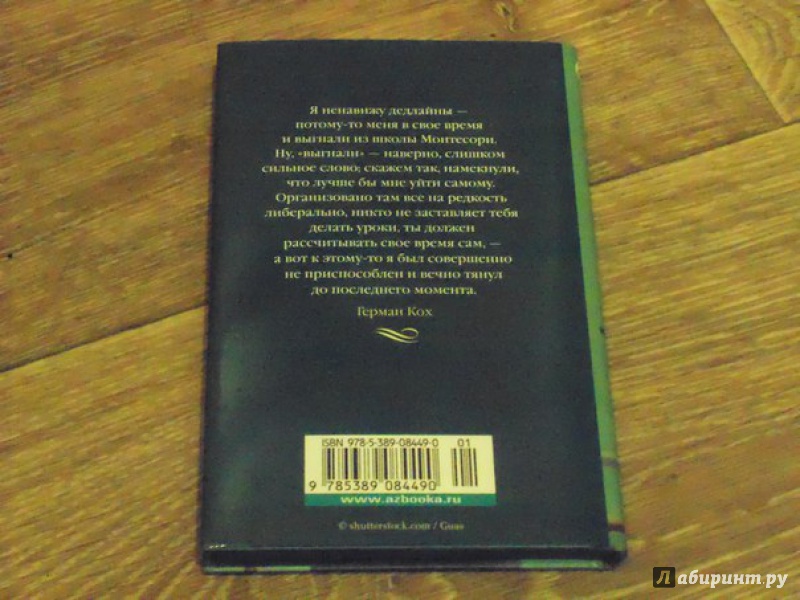 Я ненавижу дедлайны —
потому-то меня в свое время
и выгнали из школы Монтесори.
Ну, «выгнали» — наверно, слишком
сильное слово; скажем так, намекнули,
что лучше бы мне уйти самому.
Организовано там все на редкость
либерально, никто не заставляет тебя
делать уроки, ты должен
рассчитывать свое время сам, —
а вот к этому-то я был совершенно
не приспособлен и вечно тянул
до последнего момента.
Герман Кох
ISBN 978-5-389-08449-0 01
9 785389 084490
www.azbooka.ru
© shutterstock.com / Guas
Лабиринт.ру